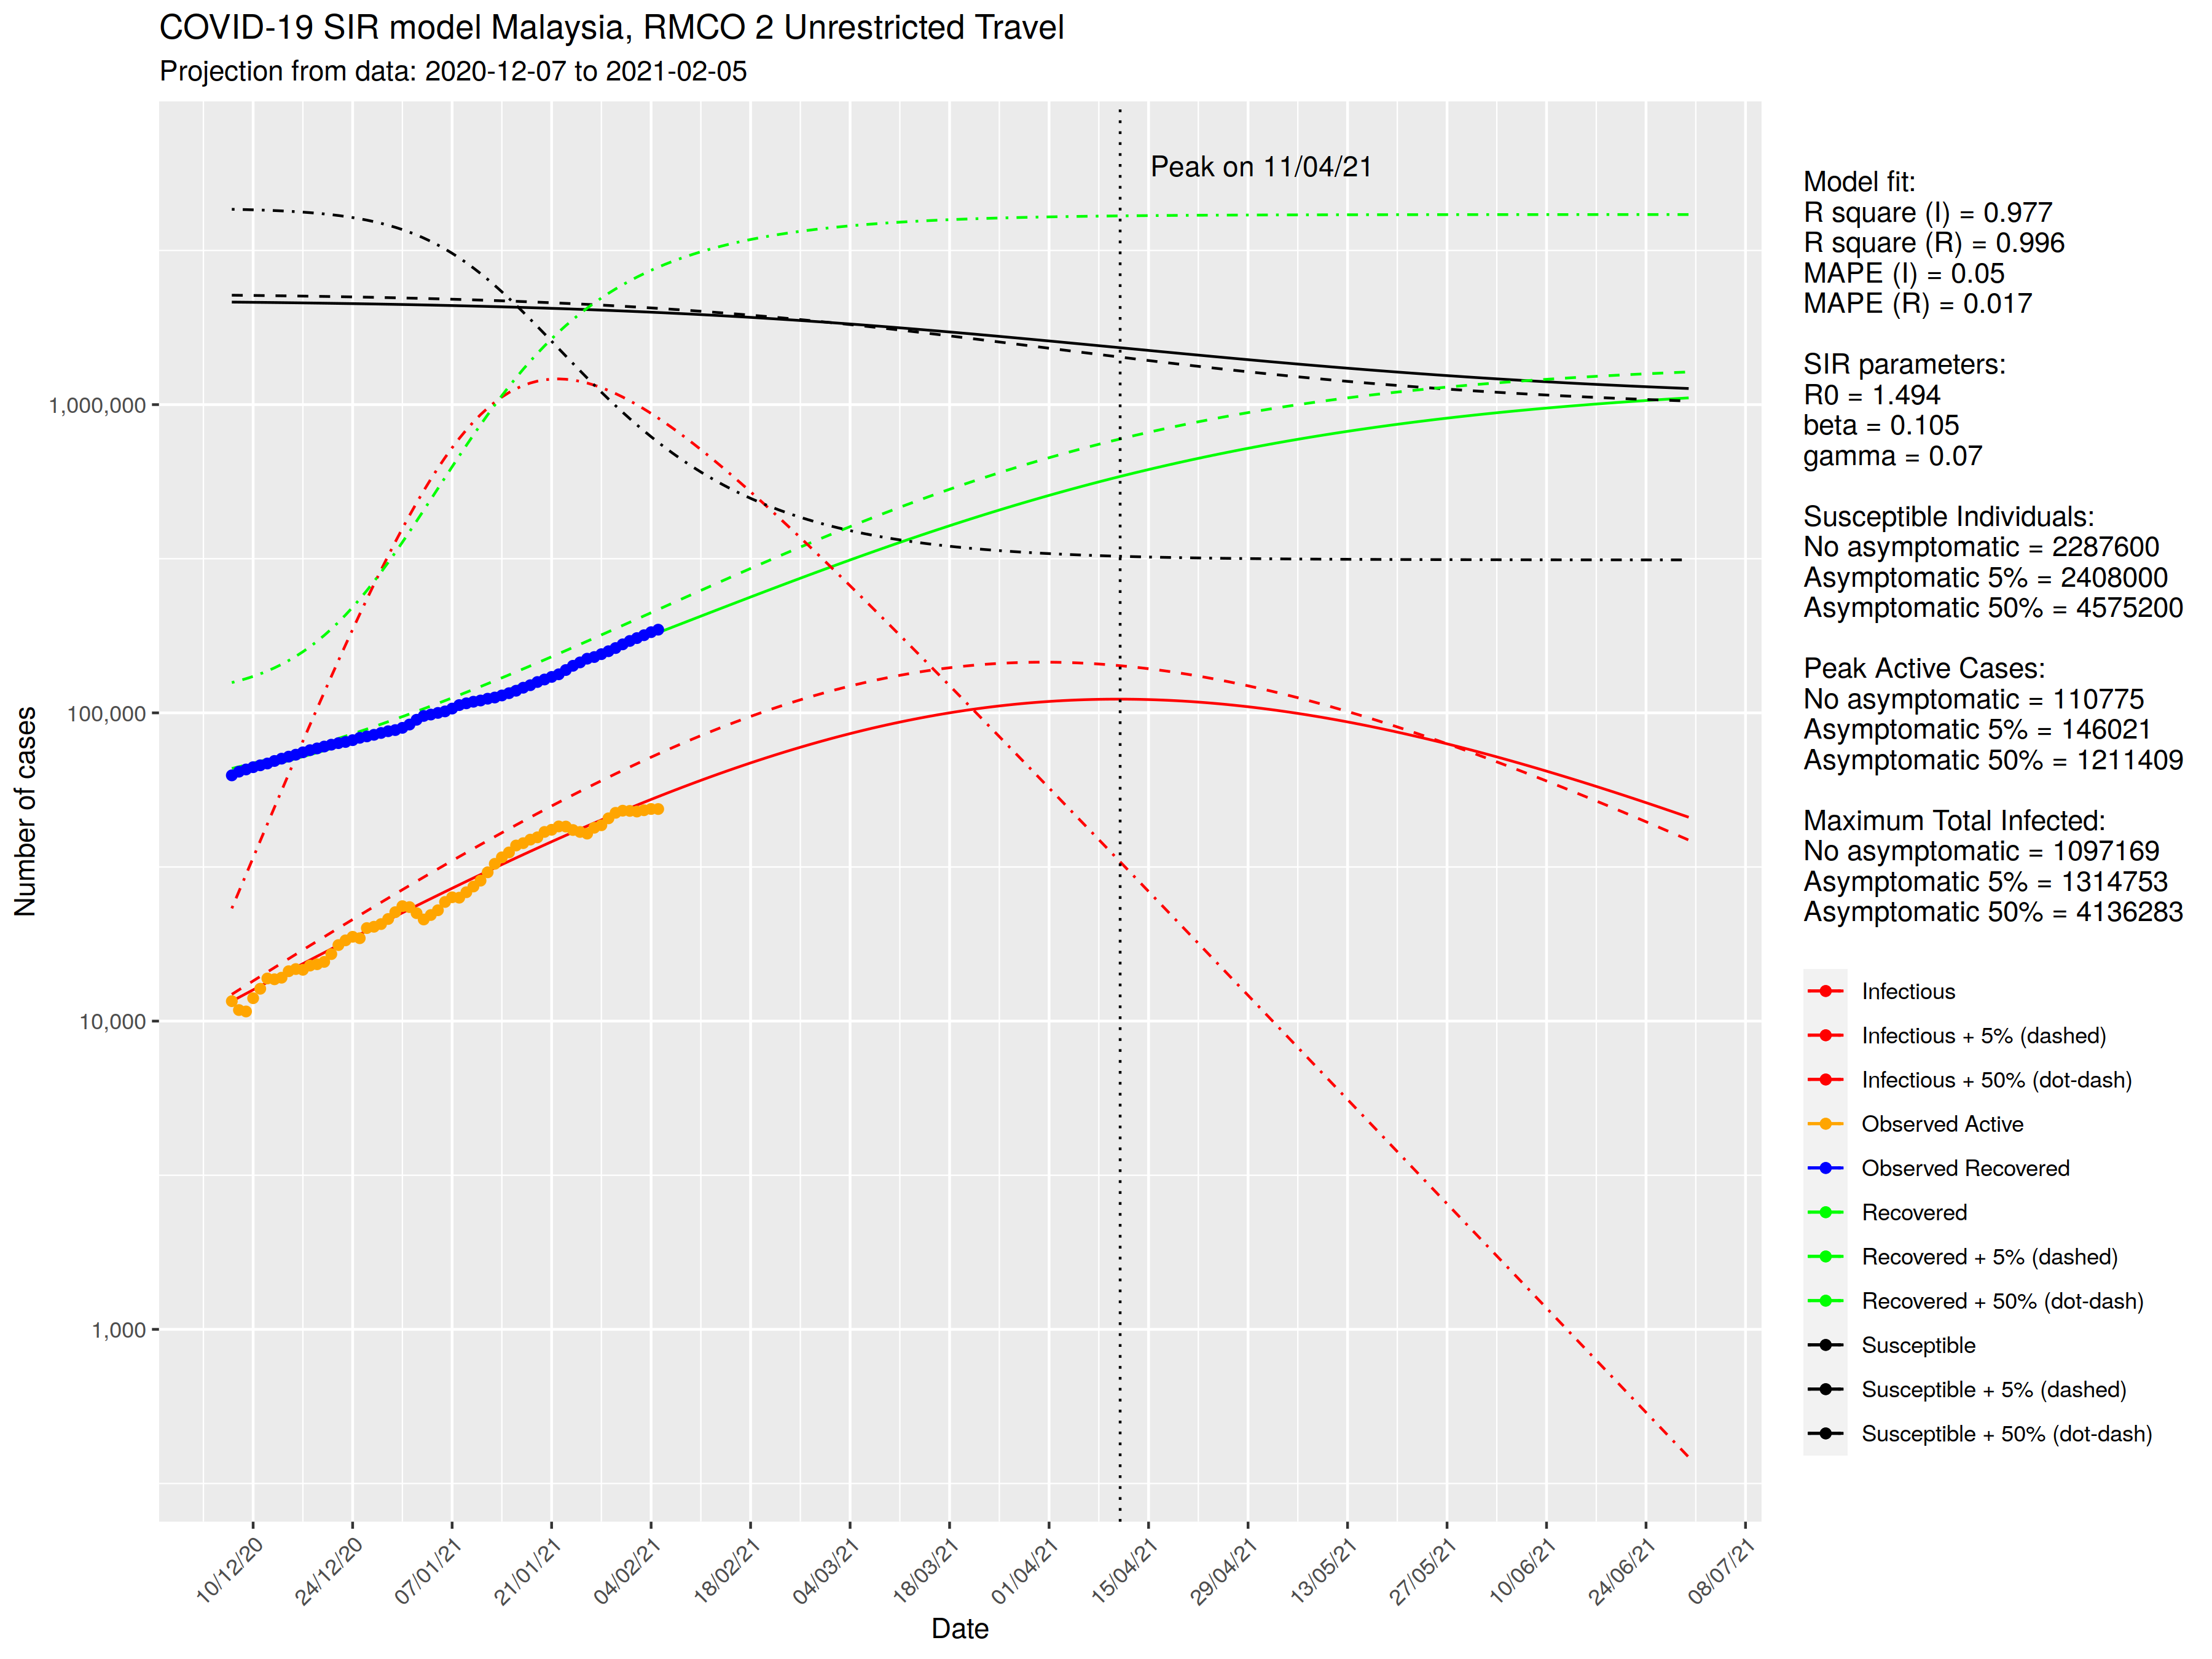 COVID-19 SIR model Malaysia, RMCO 2 Unrestricted Travel
Projection from data: 2020-12-07 to 2021-02-05
Peak on 11/04/21
Number of cases
1,000,000
100,000
10,000
1,000
10/12/20
24/12/20
07/01/21
21/01/21
04/02/21
18/02/21
04/03/21
18/03/21
01/04/21
15/04/21
29/04/21
13/05/21
27/05/21
10/06/21
24/06/21
08/07/21
Date
Model fit:
R square (I) = 0.977
R square (R) = 0.996
MAPE (I) = 0.05
MAPE (R) = 0.017
SIR parameters:
R0 = 1.494
beta = 0.105
gamma = 0.07
Susceptible Individuals:
No asymptomatic = 2287600
Asymptomatic 5% = 2408000
Asymptomatic 50% = 4575200
Peak Active Cases:
No asymptomatic = 110775
Asymptomatic 5% = 146021
Asymptomatic 50% = 1211409
Maximum Total Infected:
No asymptomatic = 1097169
Asymptomatic 5% = 1314753
Asymptomatic 50% = 4136283
Infectious
Infectious + 5% (dashed)
Infectious + 50% (dot-dash)
Observed Active
Observed Recovered
Recovered
Recovered + 5% (dashed)
Recovered + 50% (dot-dash)
Susceptible
Susceptible + 5% (dashed)
Susceptible + 50% (dot-dash)